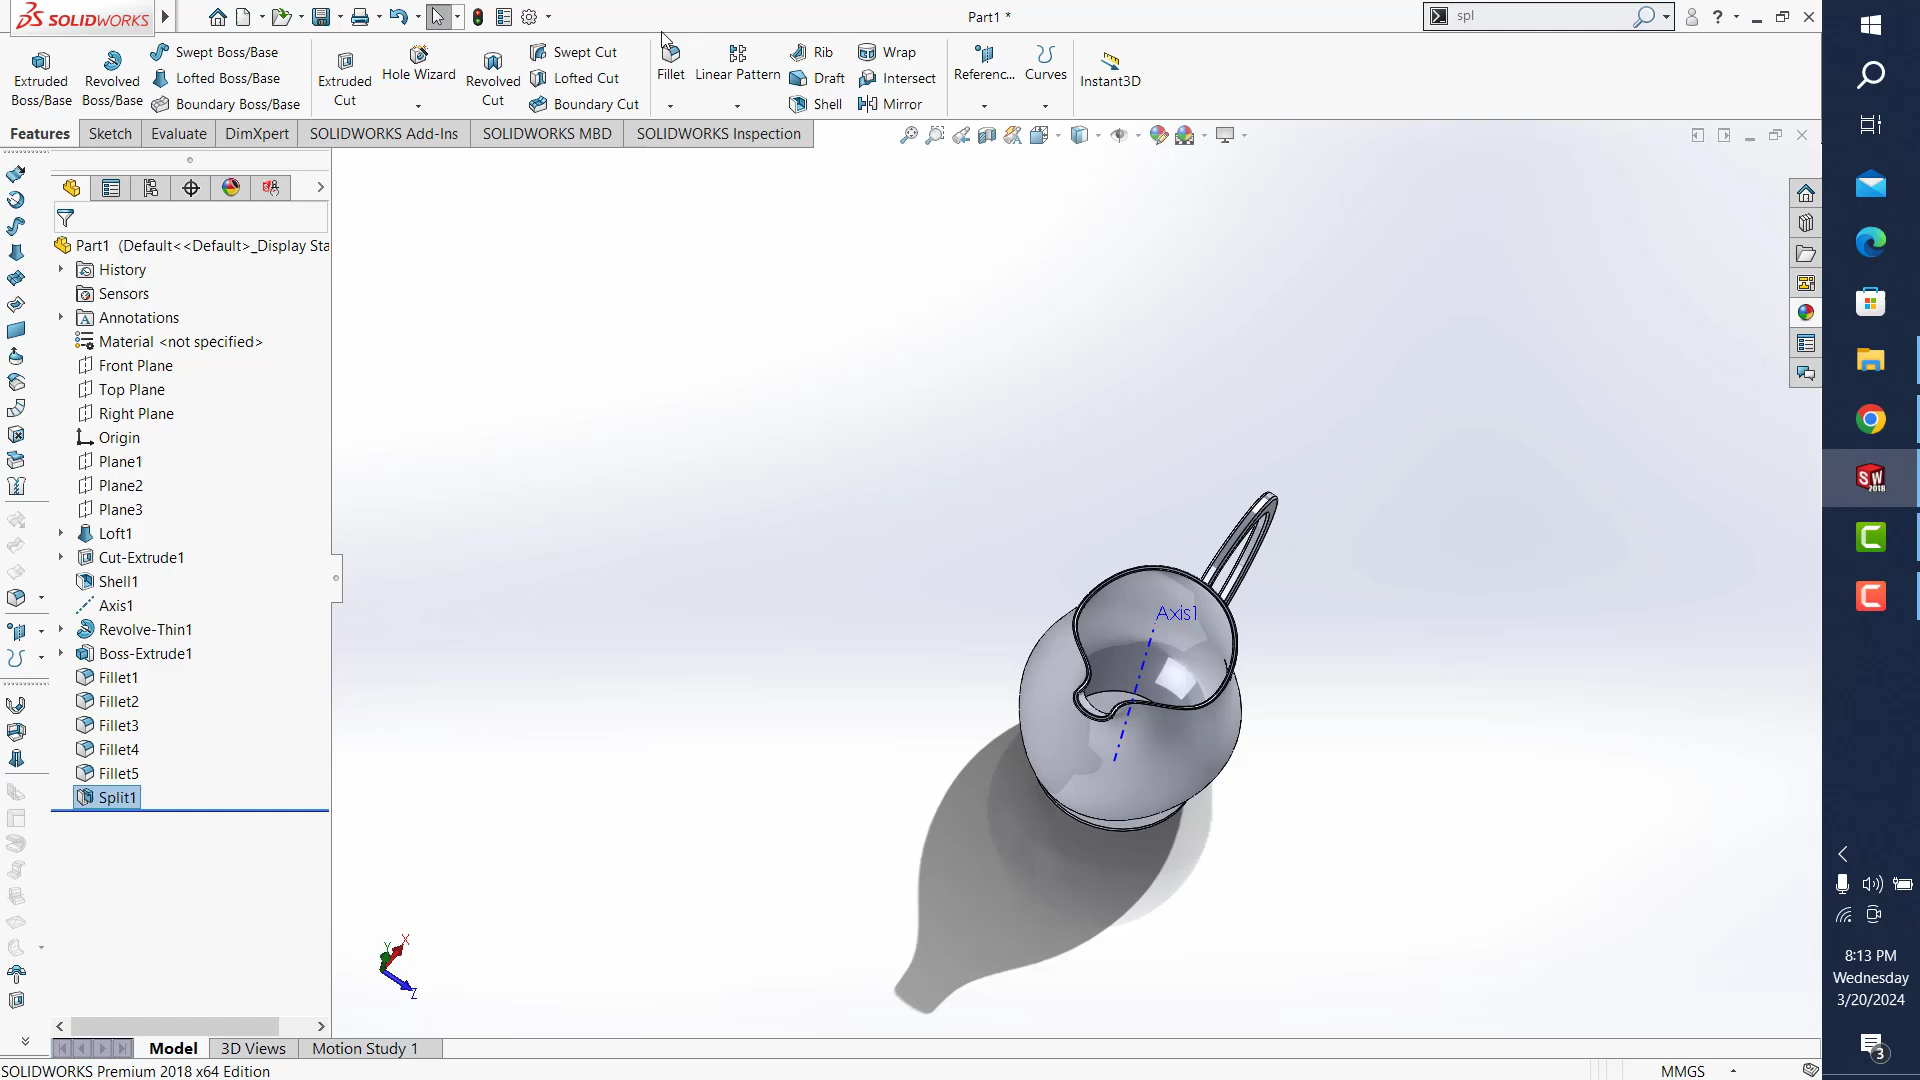 SOLIDWORKS
Part1 *
spl
?
Extruded Boss/Base
Revolved Boss/Base
Swept Boss/Base
Lofted Boss/Base
Boundary Boss/Base
Extruded Cut
Hole Wizard
Revolved Cut
Swept Cut
Lofted Cut
Boundary Cut
Fillet
Linear Pattern
Rib
Draft
Shell
Wrap
Intersect
Mirror
Referenc...
Curves
Instant3D
Features
Sketch
Evaluate
DimXpert
SOLIDWORKS Add-Ins
SOLIDWORKS MBD
SOLIDWORKS Inspection
Part1 (Default<<Default>_Display Sta
History
Sensors
Annotations
Material <not specified>
Front Plane
Top Plane
Right Plane
Origin
Plane1
Plane2
Plane3
Loft1
Cut-Extrude1
Shell1
Axis1
Revolve-Thin1
Boss-Extrude1
Fillet1
Fillet2
Fillet3
Fillet4
Fillet5
Split1
Axis1
Y
X
Z
Model
3D Views
Motion Study 1
SOLIDWORKS Premium 2018 x64 Edition
MMGS
SW
2018
8:13 PM
Wednesday
3/20/2024
3